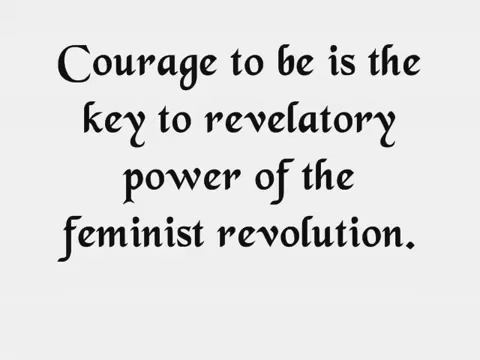 Courage to be is the
key to revelatory
power of the
feminist revolution.